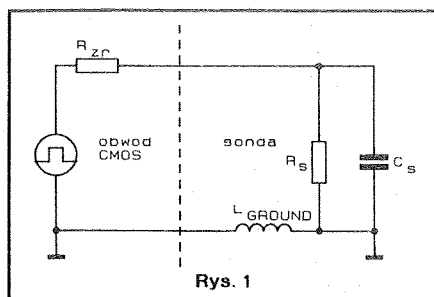 R zr
obwod
CMOS
sonda
R s
C s
L GROUND
Rys. 1